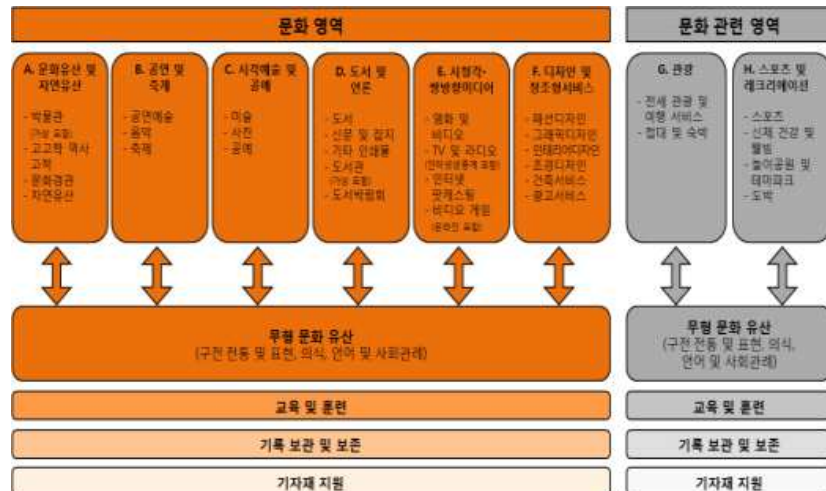 문화 영역
문화 관련 영역
A. 문화유산 및
자연유산
- 박물관
(가상 포함)
- 고고학 역사
과학
- 문화경관
- 자연유산
B. 공연 및
축제
- 공연예술
- 음악
- 축제
C. 시각예술 및
공예
- 미술
- 사진
- 공예
D. 도서 및
언론
- 도서
- 신문 및 잡지
- 기타 인쇄물
- 도서관
(가상 포함)
- 도서박람회
E. 시청각·
쌍방향미디어
- 영화 및
비디오
- TV 및 라디오
- 인터넷
팟캐스팅
- 비디오 게임
(온라인 포함)
F. 디자인 및
창조형서비스
- 패션디자인
- 그래픽디자인
- 인테리어디자인
- 조경디자인
- 건축서비스
- 광고서비스
G. 관광
- 전세 관광 및
여행 서비스
- 접대 및 숙박
H. 스포츠 및
레크리에이션
- 스포츠
- 신체 건강 및
웰빙
- 놀이공원 및
테마파크
- 도박
무형 문화 유산
(구전 전통 및 표현, 의식, 언어 및 사회관례)
무형 문화 유산
(구전 전통 및 표현, 의식,
언어 및 사회관례)
교육 및 훈련
교육 및 훈련
기록 보관 및 보존
기록 보관 및 보존
기자재 지원
기자재 지원